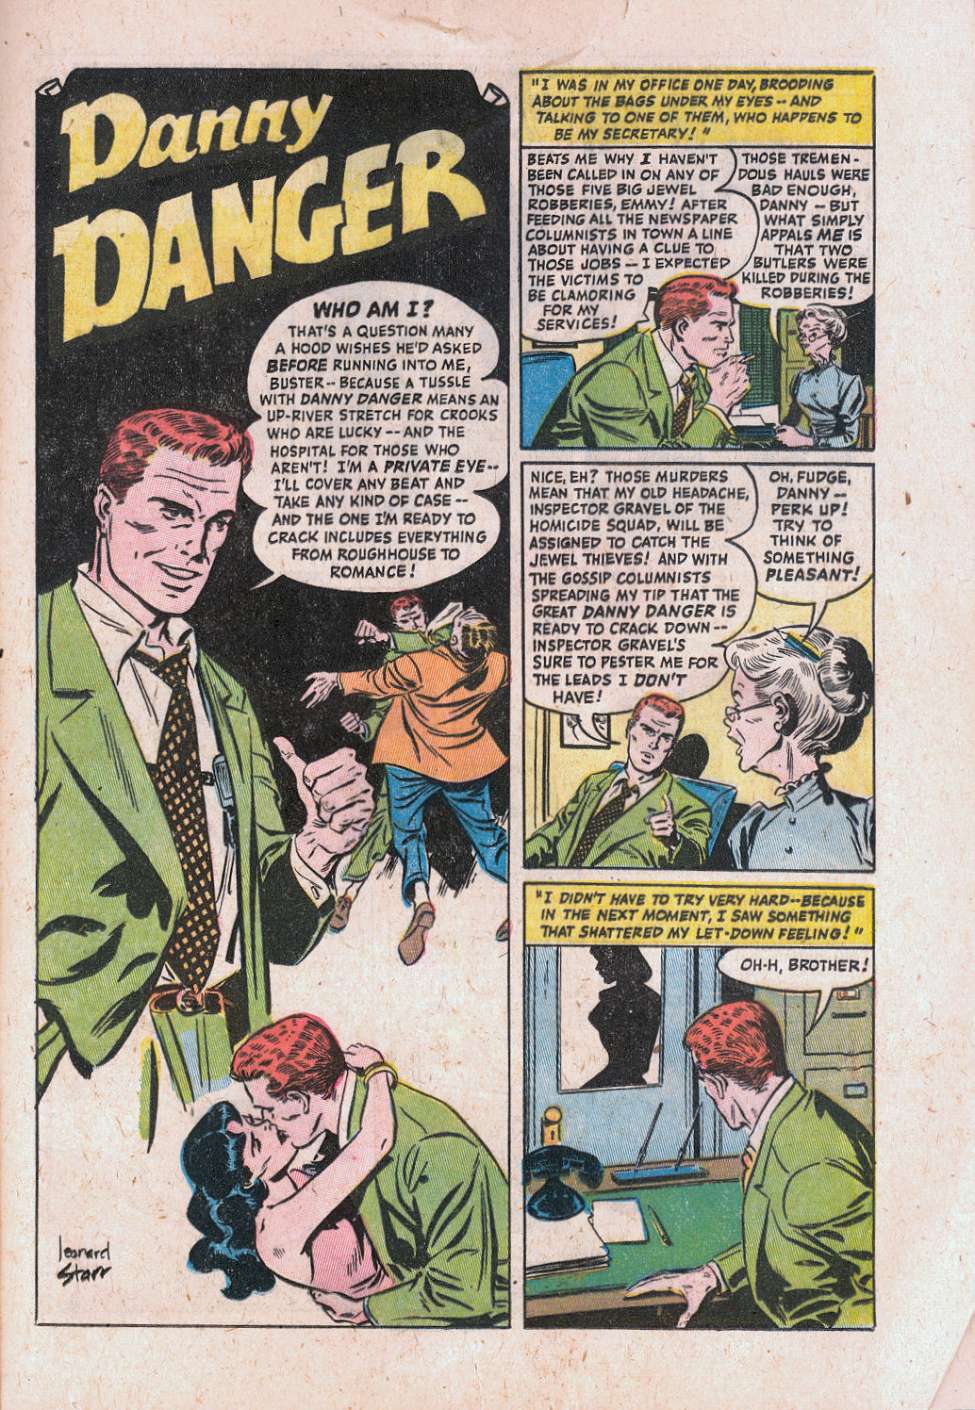 Danny
DANGER
WHO AM I?
THAT'S A QUESTION MANY
A HOOD WISHES HE'D ASKED
BEFORE RUNNING INTO ME,
BUSTER--BECAUSE A TUSSLE
WITH DANNY DANGER MEANS AN
UP-RIVER STRETCH FOR CROOKS
WHO ARE LUCKY--AND THE
HOSPITAL FOR THOSE WHO
AREN'T! I'M A PRIVATE EYE--
I'LL COVER ANY BEAT AND
TAKE ANY KIND OF CASE--
AND THE ONE I'M READY TO
CRACK INCLUDES EVERYTHING
FROM ROUGHHOUSE TO
ROMANCE!
Leonard
Starr
"I WAS IN MY OFFICE ONE DAY, BROODING
ABOUT THE BAGS UNDER MY EYES--AND
TALKING TO ONE OF THEM, WHO HAPPENS TO
BE MY SECRETARY!"
BEATS ME WHY I HAVEN'T
BEEN CALLED IN ON ANY OF
THOSE FIVE BIG JEWEL
ROBBERIES, EMMY! AFTER
FEEDING ALL THE NEWSPAPER
COLUMNISTS IN TOWN A LINE
ABOUT HAVING A CLUE TO
THOSE JOBS--I EXPECTED
THE VICTIMS TO
BE CLAMORING
FOR MY
SERVICES!
THOSE TREMEN-
DOUS HAULS WERE
BAD ENOUGH,
DANNY--BUT
WHAT SIMPLY
APPALS ME IS
THAT TWO
BUTLERS WERE
KILLED DURING THE
ROBBERIES!
NICE, EH? THOSE MURDERS
MEAN THAT MY OLD HEADACHE,
INSPECTOR GRAVEL OF THE
HOMICIDE SQUAD, WILL BE
ASSIGNED TO CATCH THE
JEWEL THIEVES! AND WITH
THE GOSSIP COLUMNISTS
SPREADING MY TIP THAT THE
GREAT DANNY DANGER IS
READY TO CRACK DOWN--
INSPECTOR GRAVEL'S
SURE TO PESTER ME FOR
THE LEADS I DON'T
HAVE!
OH, FUDGE,
DANNY--
PERK UP!
TRY TO
THINK OF
SOMETHING
PLEASANT!
"I DIDN'T HAVE TO TRY VERY HARD--BECAUSE
IN THE NEXT MOMENT, I SAW SOMETHING
THAT SHATTERED MY LET-DOWN FEELING!"
OH-H, BROTHER!